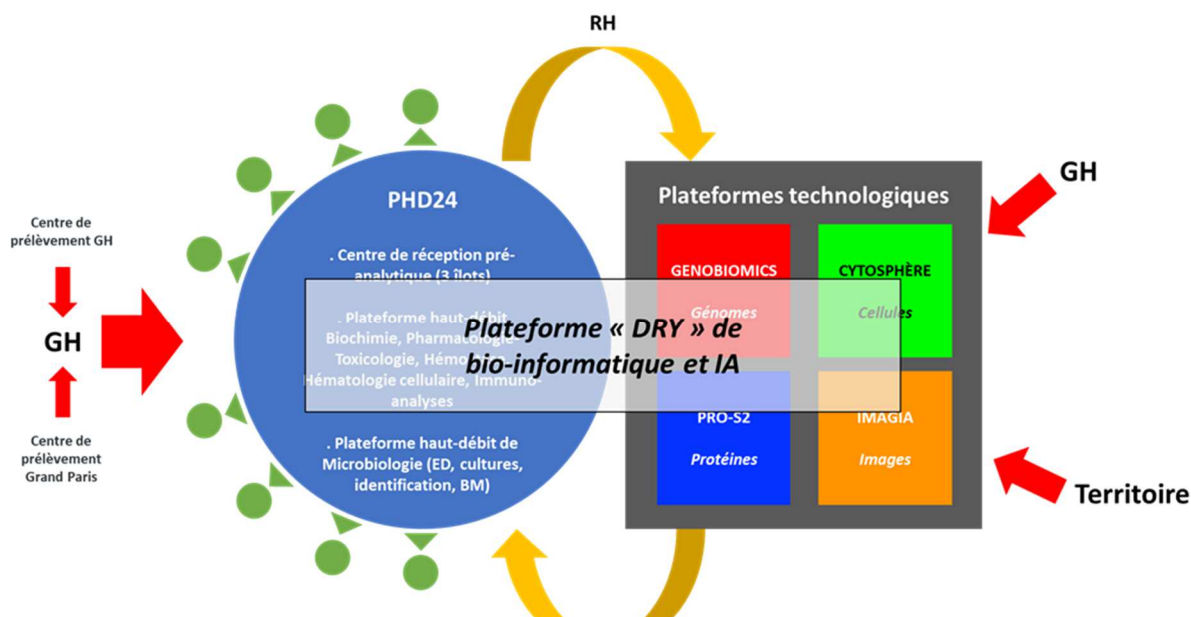 RH
Centre de
prélèvement GH
GH
Centre de
prélèvement
Grand Paris
PHD24
. Centre de réception pré-
analytique (3 îlots)
. Plateforme haut-débit
Biochimie, Pharmacologie-
Toxicologie,
Hématologie cellulaire, Immuno-
analyses
. Plateforme haut-débit de
Microbiologie (ED, cultures,
identification, BM)
Plateforme « DRY » de
bio-informatique et IA
Plateformes technologiques
GENOBIOMICS
Génomes
CYTOSPHÈRE
Cellules
PRO-S2
Protéines
IMAGIA
Images
GH
Territoire